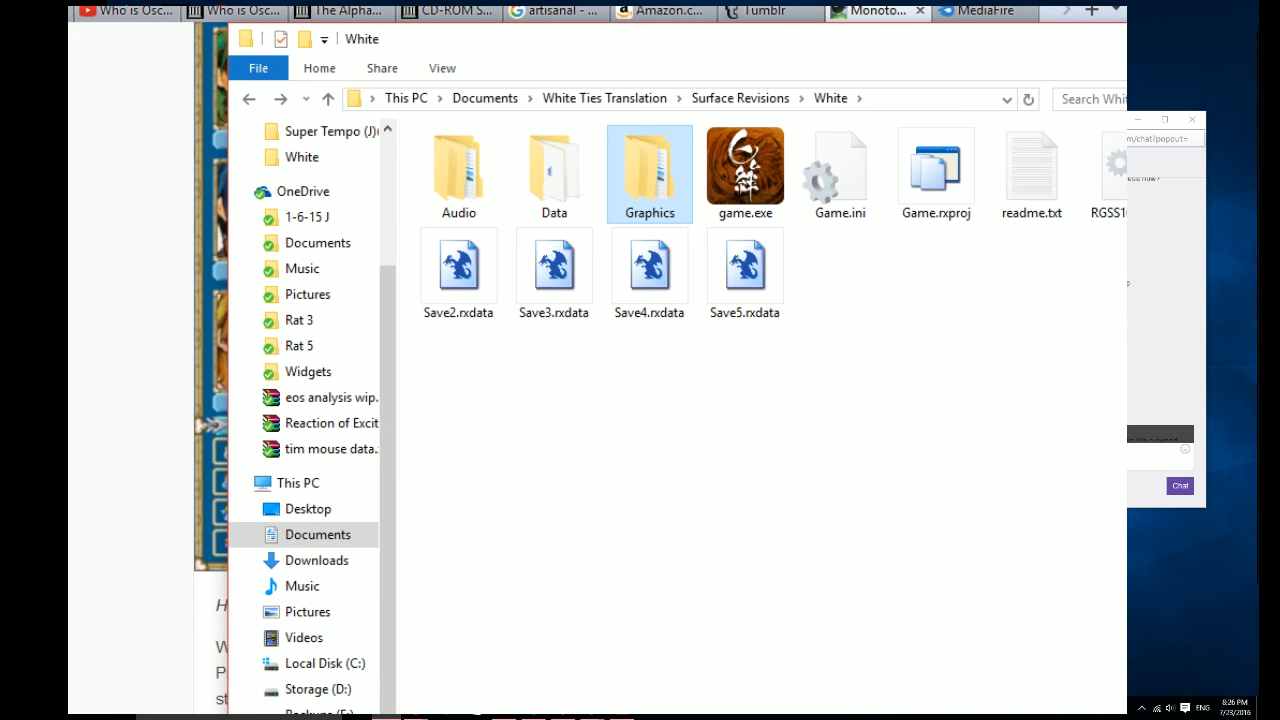 Who is Osc...
Who is Osc...
The Alpha...
CD-ROM S...
artisanal - ...
Amazon.c...
Tumblr
Monoto...
MediaFire
White
File Home Share View
This PC > Documents > White Ties Translation > Surface Revisions > White >
Search Whi
m/chat?popout=
Super Tempo (J)(
White
OneDrive
1-6-15 J
Documents
Music
Pictures
Rat 3
Rat 5
Widgets
eos analysis wip.
Reaction of Excit
tim mouse data.
This PC
Desktop
Documents
Downloads
Music
Pictures
Videos
Local Disk (C:)
Storage (D:)
Audio Data Graphics game.exe Game.ini Game.rxproj readme.txt RGSS10
Save2.rxdata Save3.rxdata Save4.rxdata Save5.rxdata
Chat
H
W
P
st
ENG
8:26 PM
7/23/2016